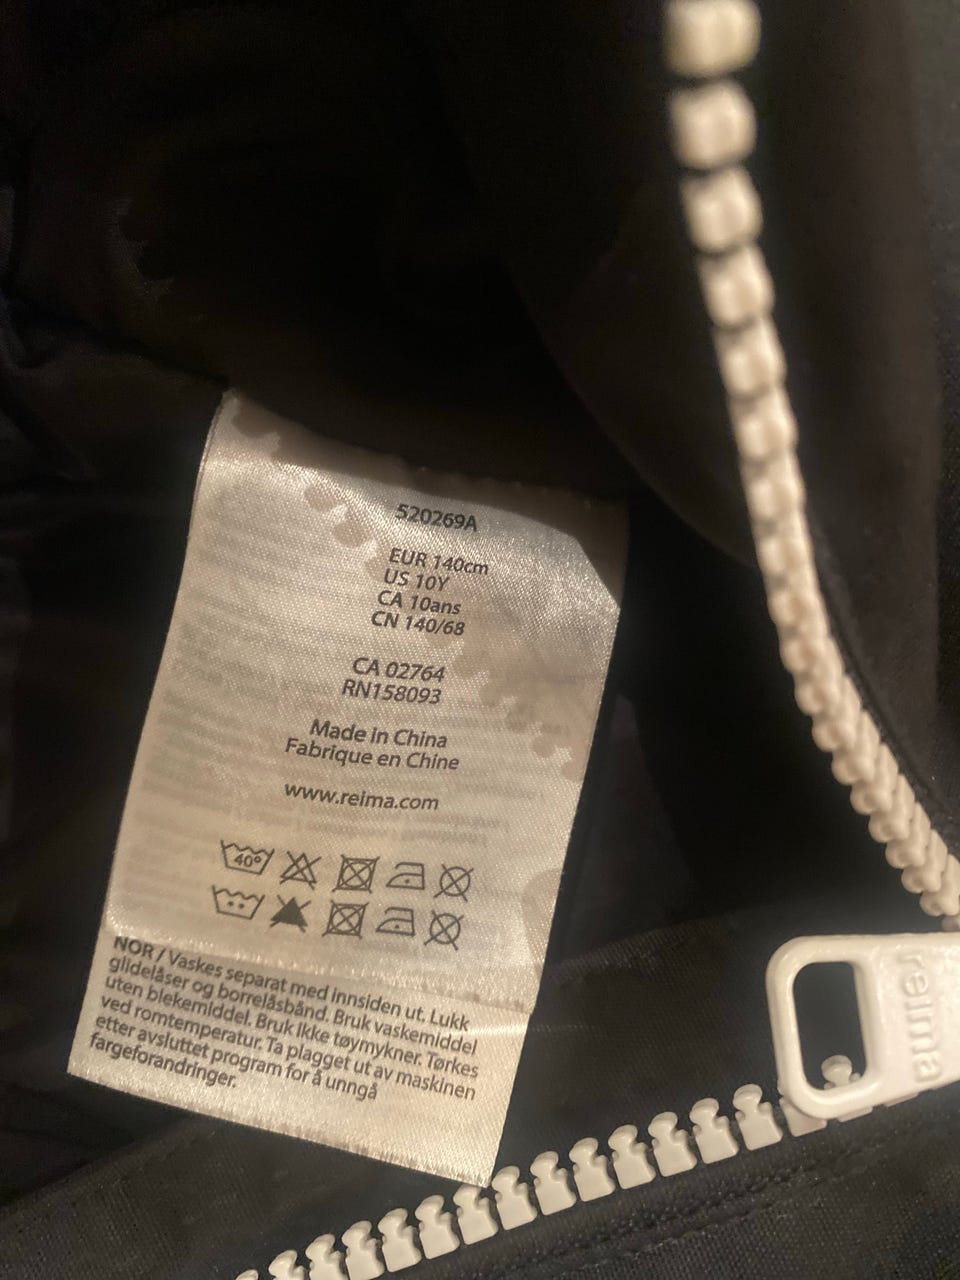 520269A
EUR 140cm
US 10Y
CA 10ans
CN 140/68
CA 02764
RN158093
Made in China
Fabrique en Chine
www.reima.com
40°
NOR / Vaskes separat med innsiden ut. Lukk
glidelåser og borrelåsbånd. Bruk vaskemiddel
uten blekemiddel. Bruk ikke tøymykner. Tørkes
ved romtemperatur. Ta plagget ut av maskinen
etter avsluttet program for å unngå
fargeforandringer.
reima